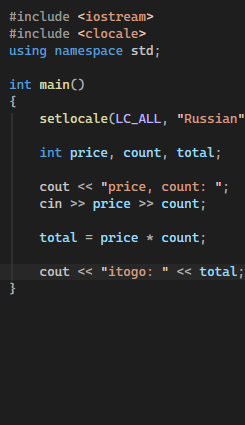 #include <iostream>
#include <clocale>
using namespace std;
int main()
{
setlocale(LC_ALL, "Russian"
int price, count, total;
cout << "price, count: ";
cin >> price >> count;
total = price * count;
cout << "itogo: " << total;
}